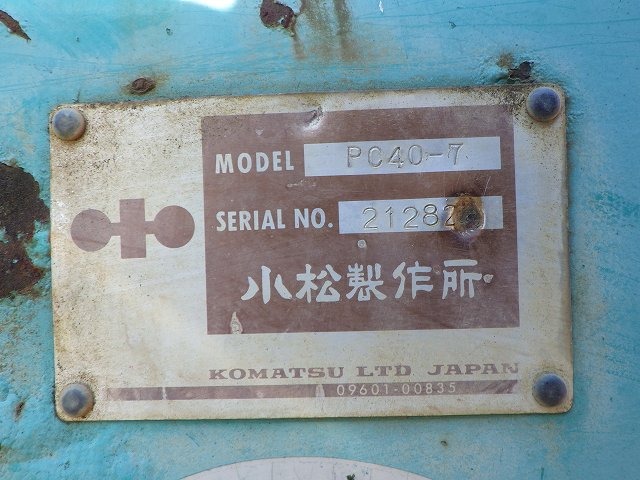 MODEL PC40-7
SERIAL NO. 21282
小松製作所
KOMATSU LTD JAPAN
09601-00835